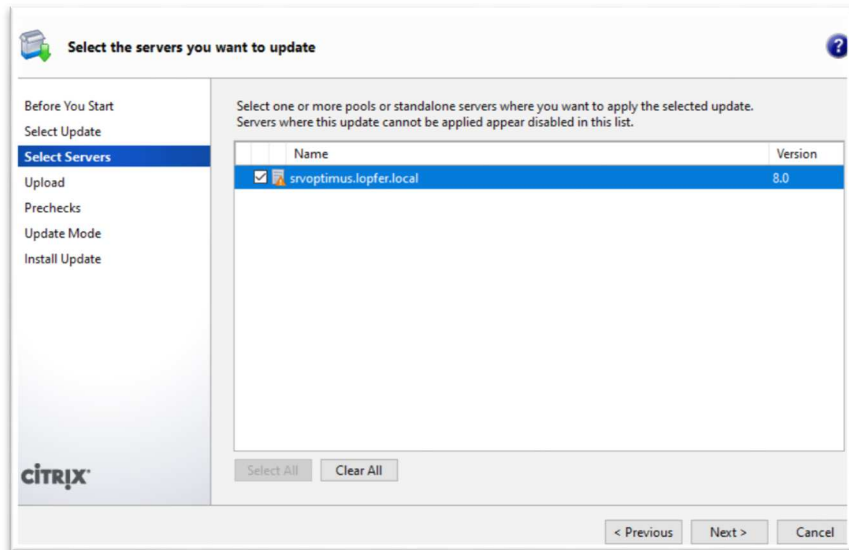 Select the servers you want to update
?
Before You Start
Select Update
Select Servers
Upload
Prechecks
Update Mode
Install Update
Select one or more pools or standalone servers where you want to apply the selected update.
Servers where this update cannot be applied appear disabled in this list.
Name Version
srvoptimus.lopfer.local 8.0
Select All Clear All
CİTRIX
< Previous Next > Cancel